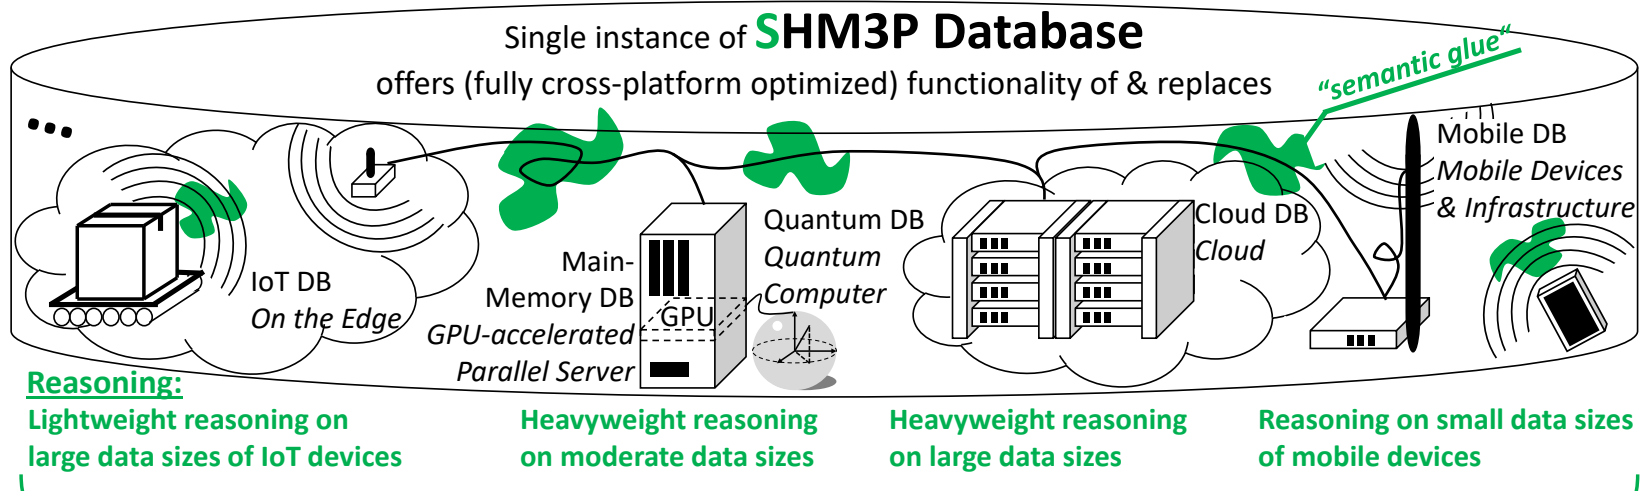 Single instance of SHM3P Database
offers (fully cross-platform optimized) functionality of & replaces
“semantic glue“
...
IoT DB
On the Edge
Main-
Memory DB
GPU-accelerated
Parallel Server
GPU
Quantum DB
Quantum
Computer
Cloud DB
Cloud
Mobile DB
Mobile Devices
& Infrastructure
Reasoning:
Lightweight reasoning on
large data sizes of IoT devices
Heavyweight reasoning
on moderate data sizes
Heavyweight reasoning
on large data sizes
Reasoning on small data sizes
of mobile devices